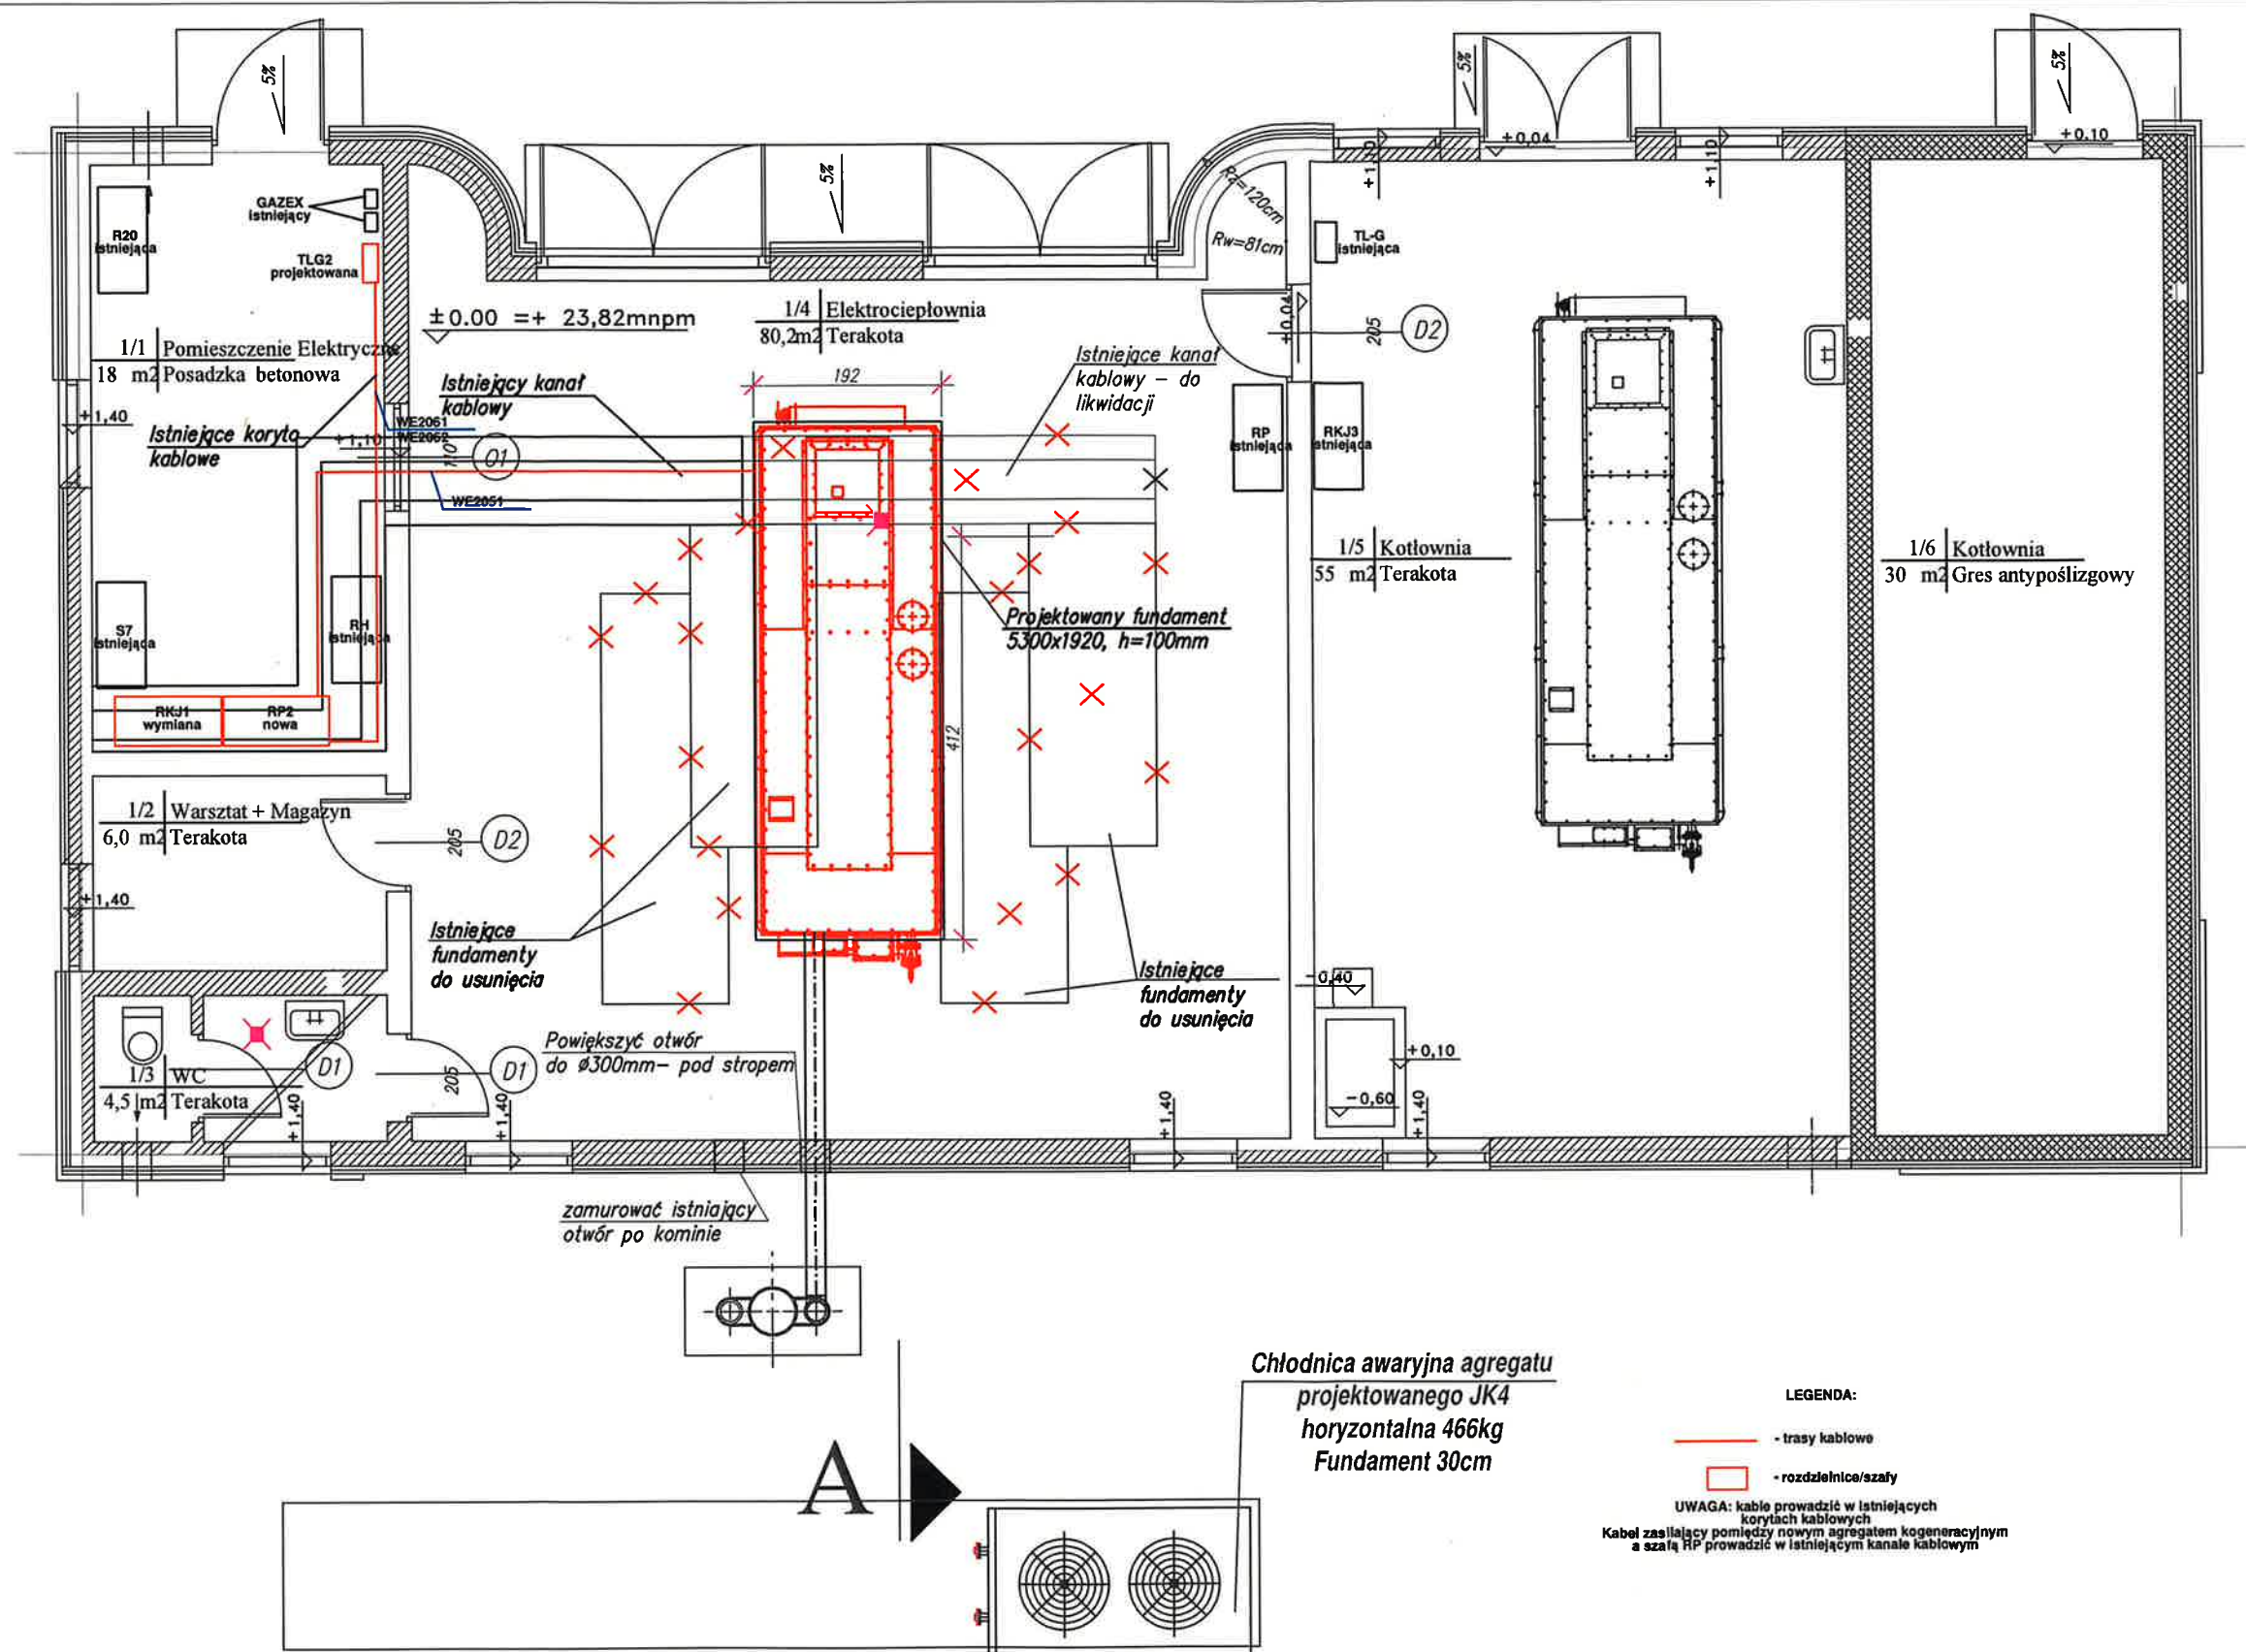 5%
5%
5%
5%
+0,04
+0,10
+1,10
+1,10
Rz=120cm
Rw=81cm
GAZEX
istniejący
R20
istniejąca
TLG2
projektowana
TL-G
istniejąca
±0.00 =+ 23,82mnpm
1/4 Elektrociepłownia
80,2m2 Terakota
+0,04
205
D2
1/1 Pomieszczenie Elektryczne
18 m2 Posadzka betonowa
Istniejący kanał
kablowy
192
Istniejące kanał
kablowy – do
likwidacji
+1,40
Istniejące koryta
kablowe
WE2061
WE2062
+1,10
110
O1
WE2051
RP
istniejąca
RKJ3
istniejąca
1/5 Kotłownia
55 m2 Terakota
1/6 Kotłownia
30 m2 Gres antypoślizgowy
Projektowany fundament
5300x1920, h=100mm
S7
istniejąca
RH
istniejąca
RKJ1
wymiana
RP2
nowa
412
1/2 Warsztat + Magazyn
6,0 m2 Terakota
205
D2
+1,40
Istniejące
fundamenty
do usunięcia
Istniejące
fundamenty
do usunięcia
-0,40
Powiększyć otwór
do ø300mm– pod stropem
+0,10
-0,60
1/3 WC
4,5 m2 Terakota
D1
205
D1
+1,40
+1,40
+1,40
+1,40
zamurować istniający
otwór po kominie
Chłodnica awaryjna agregatu
projektowanego JK4
horyzontalna 466kg
Fundament 30cm
A
LEGENDA:
- trasy kablowe
- rozdzielnice/szafy
UWAGA: kable prowadzić w istniejących
korytach kablowych
Kabel zasilający pomiędzy nowym agregatem kogeneracyjnym
a szafą RP prowadzić w istniejącym kanale kablowym